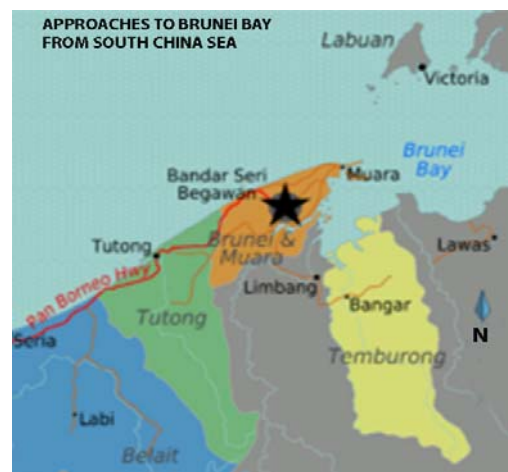 APPROACHES TO BRUNEI BAY
FROM SOUTH CHINA SEA
Labuan
Victoria
Brunei
Bay
Bandar Seri
Begawan
Muara
Tutong
Brunei &
Muara
Lawas
Limbang
Pan Borneo Hwy
Bangar
Tutong
N
Seria
Temburong
Labi
Belait